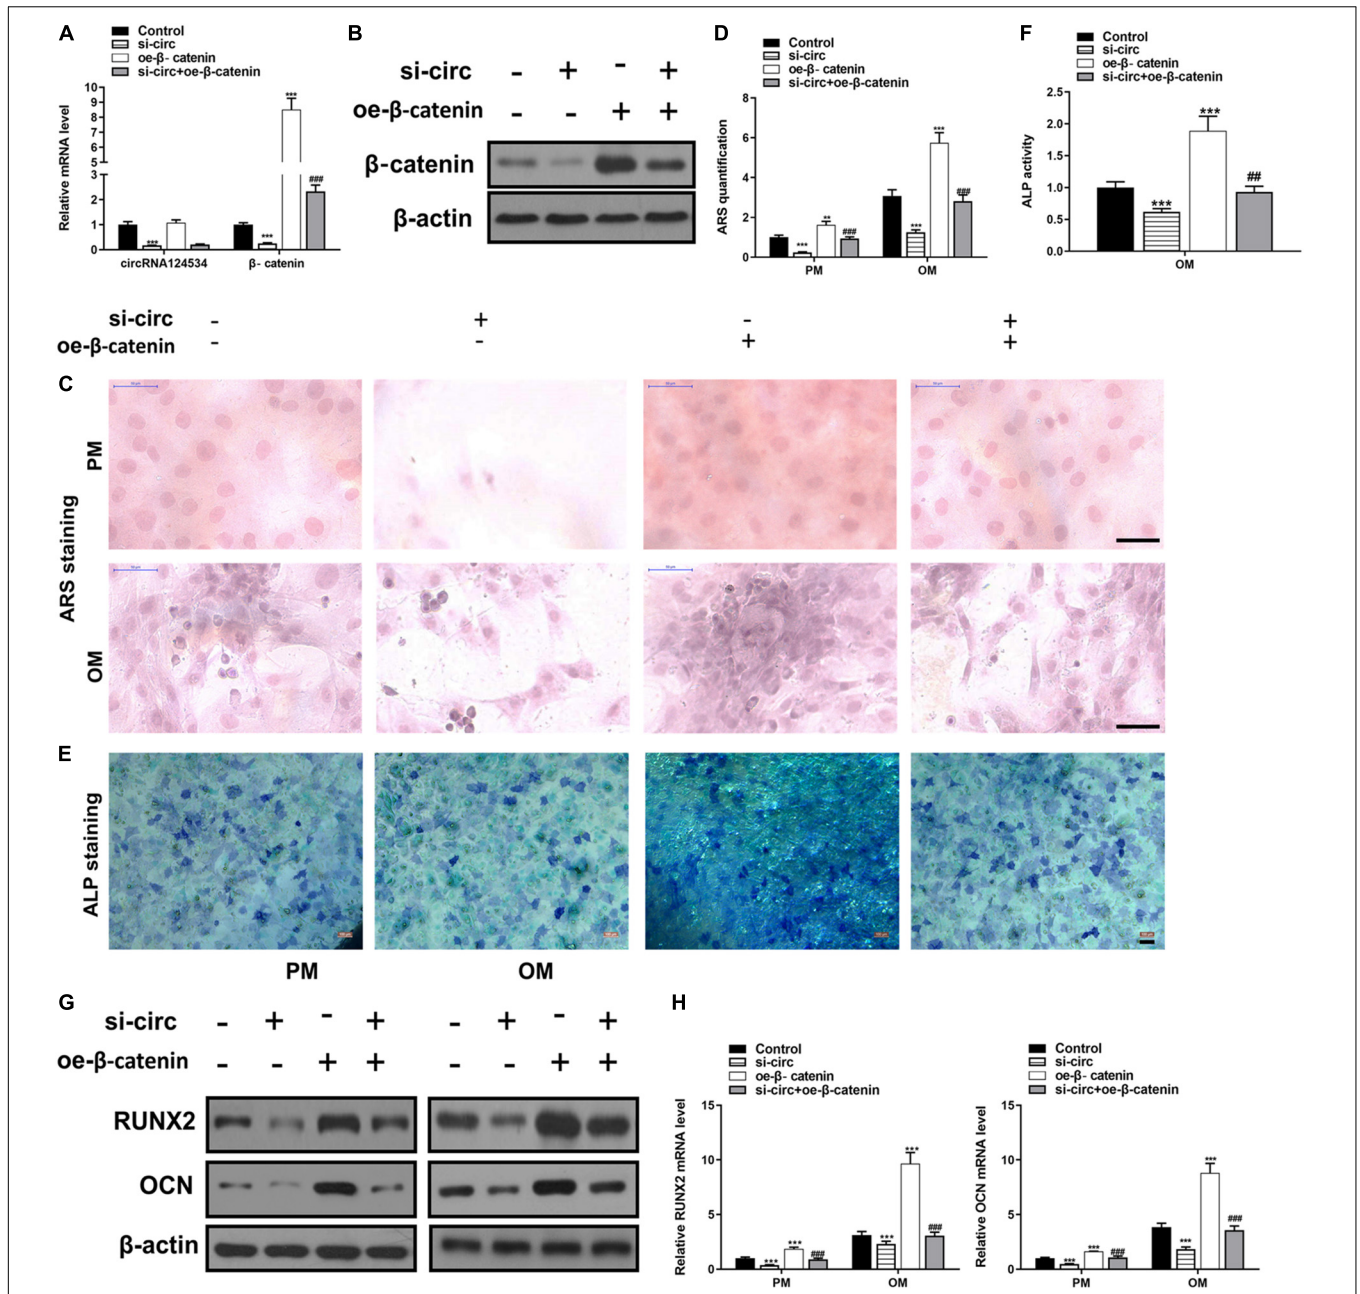 A
Control
si-circ
oe-β- catenin
si-circ+oe-β-catenin
Relative mRNA level
10
9
8
7
6
5
3
2
1
0
***
***
***
###
circRNA124534
β- catenin
B
si-circ - + - +
oe-β-catenin - - + +
β-catenin
β-actin
D
Control
si-circ
oe-β- catenin
si-circ+oe-β-catenin
ARS quantification
8
6
4
2
0
***
**
###
***
***
###
PM
OM
F
Control
si-circ
oe-β- catenin
si-circ+oe-β-catenin
ALP activity
2.5
2.0
1.5
1.0
0.5
0.0
***
***
##
OM
si-circ - + - +
oe-β-catenin - - + +
C
ARS staining
PM
OM
E
ALP staining
PM
OM
G
si-circ - + - + - + - +
oe-β-catenin - - + + - - + +
RUNX2
OCN
β-actin
H
Control
si-circ
oe-β- catenin
si-circ+oe-β-catenin
Relative RUNX2 mRNA level
15
10
5
0
***
***
###
***
***
###
PM
OM
Control
si-circ
oe-β- catenin
si-circ+oe-β-catenin
Relative OCN mRNA level
15
10
5
0
***
***
###
***
***
###
PM
OM